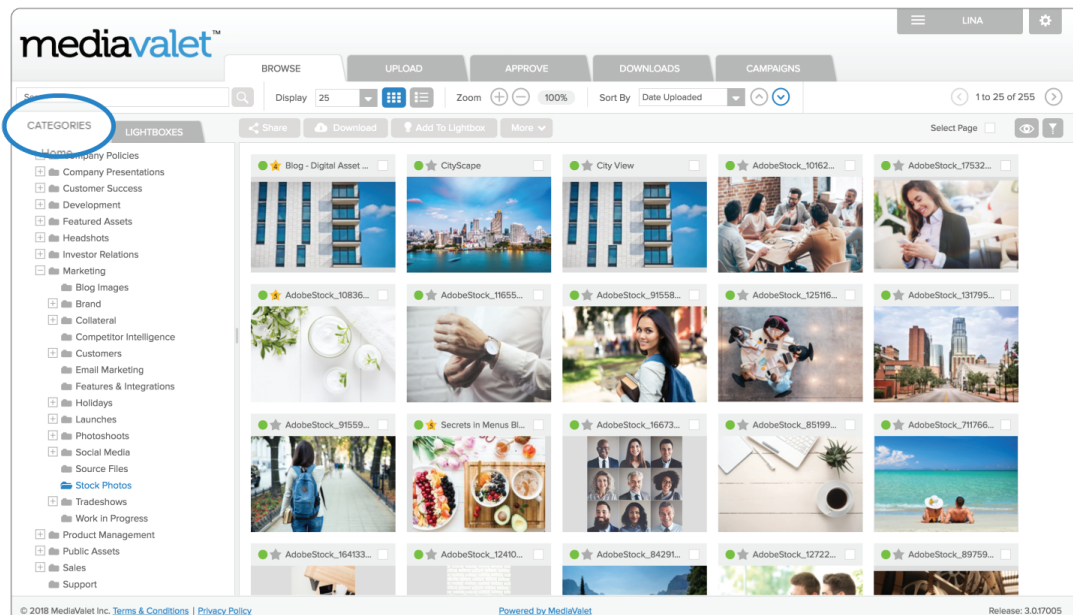 LINA
mediavalet™
BROWSE UPLOAD APPROVE DOWNLOADS CAMPAIGNS
Display 25 Zoom 100% Sort By Date Uploaded 1 to 25 of 255
CATEGORIES LIGHTBOXES Share Download Add To Lightbox More Select Page
Home
Company Policies
Company Presentations
Customer Success
Development
Featured Assets
Headshots
Investor Relations
Marketing
Blog Images
Brand
Collateral
Competitor Intelligence
Customers
Email Marketing
Features & Integrations
Holidays
Launches
Photoshoots
Social Media
Source Files
Stock Photos
Tradeshows
Work in Progress
Product Management
Public Assets
Sales
Support
Blog - Digital Asset ... CityScape City View AdobeStock_10162... AdobeStock_17532...
AdobeStock_10836... AdobeStock_11655... AdobeStock_91558... AdobeStock_125116... AdobeStock_131795...
AdobeStock_91559... Secrets in Menus Bl... AdobeStock_16673... AdobeStock_85199... AdobeStock_711766...
AdobeStock_164133... AdobeStock_12410... AdobeStock_84291... AdobeStock_12722... AdobeStock_89759...
© 2018 MediaValet Inc. Terms & Conditions | Privacy Policy Powered by MediaValet Release: 3.0.17005